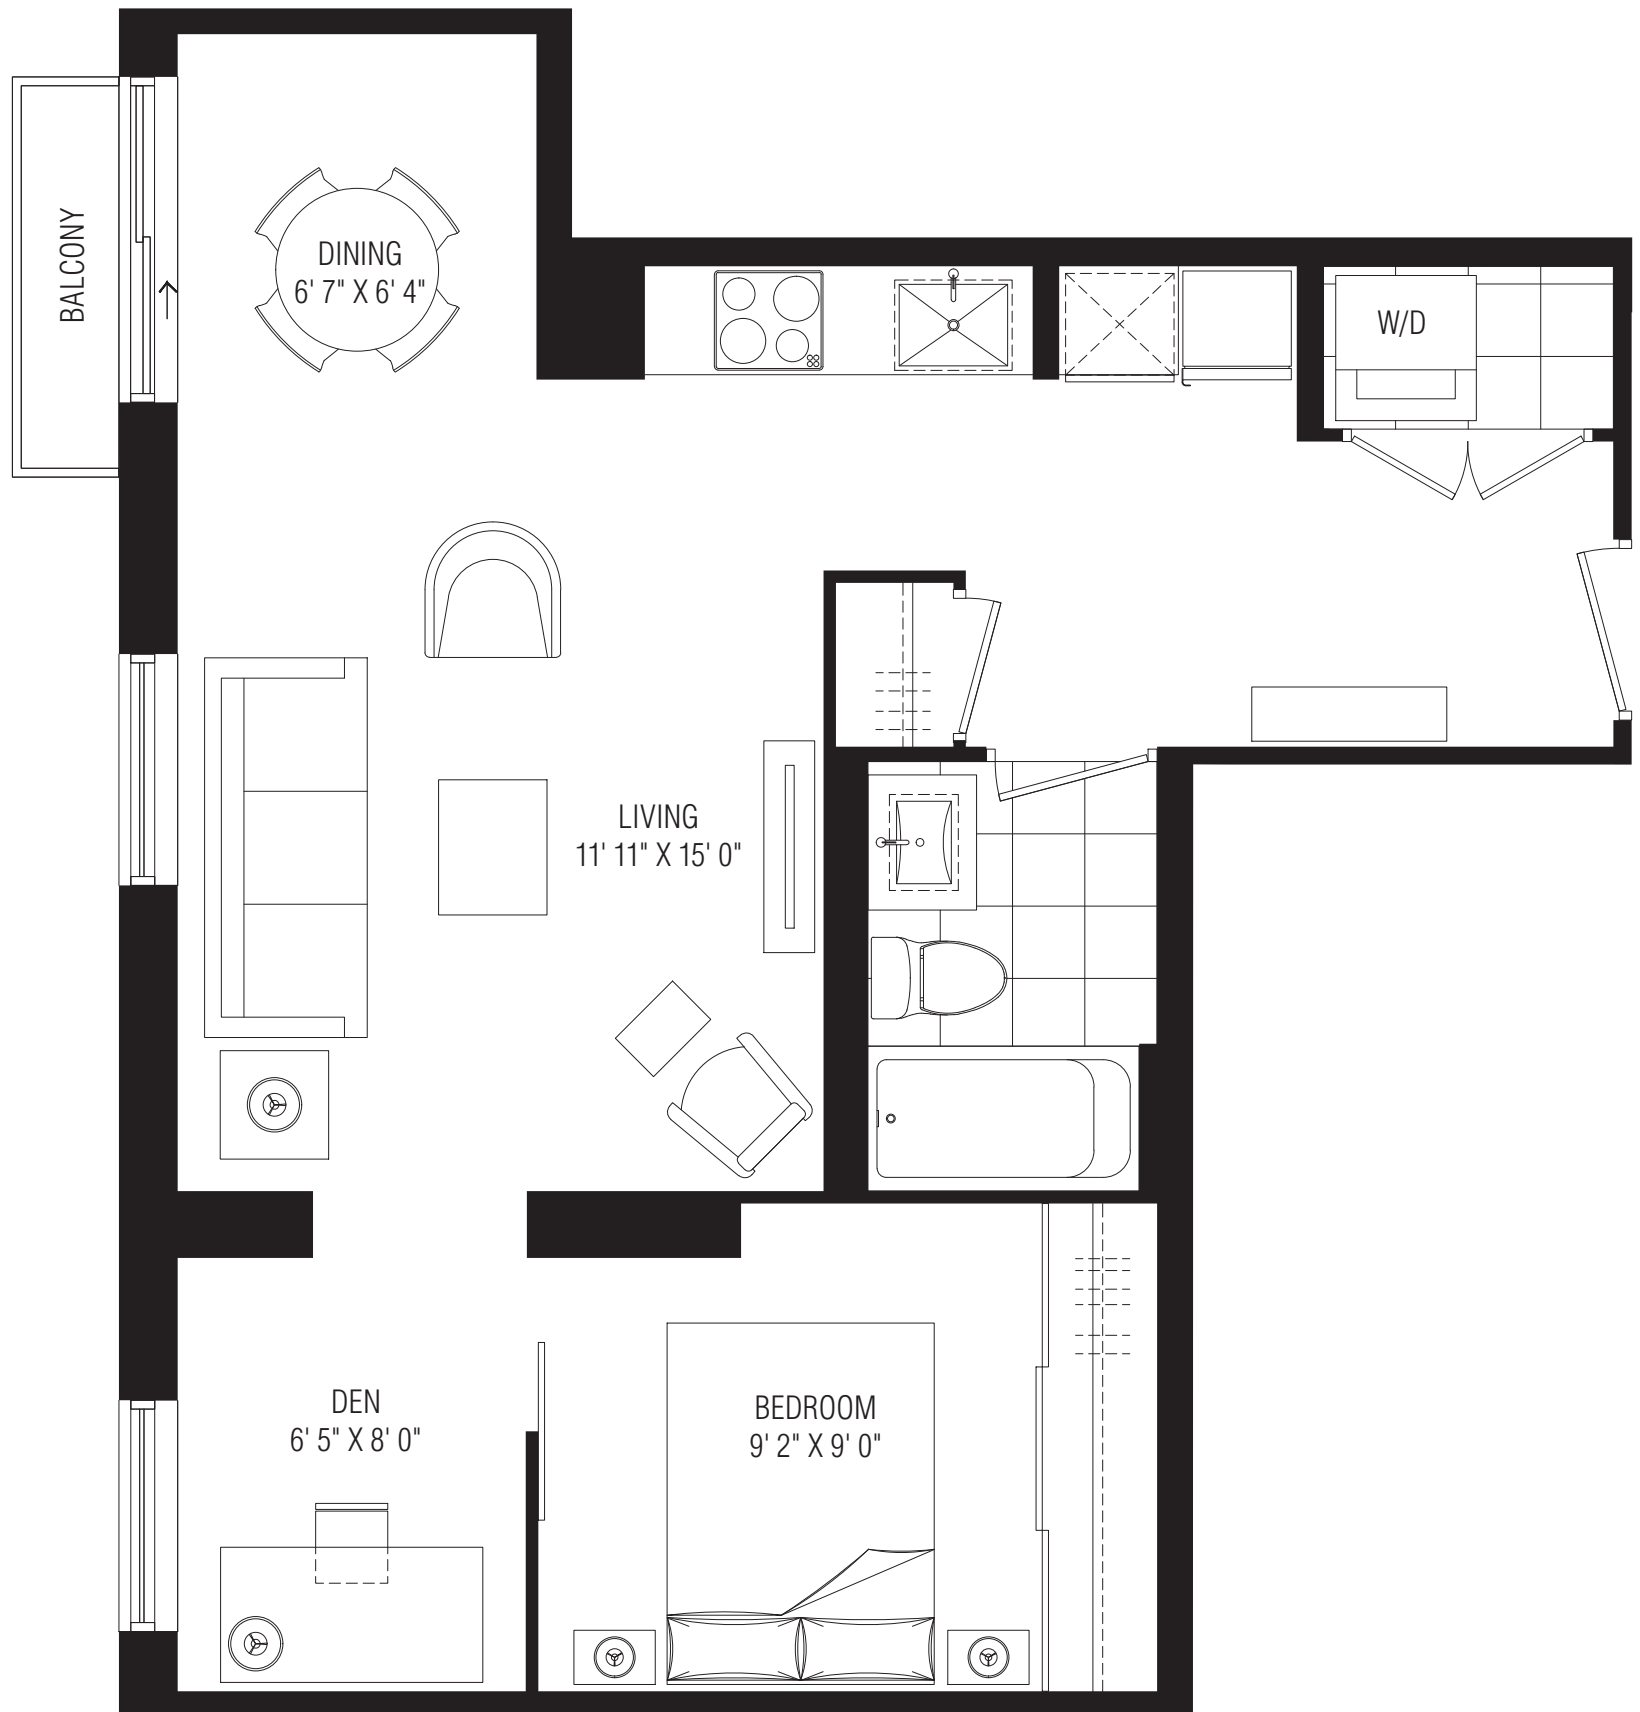 BALCONY
DINING
6' 7" X 6' 4"
W/D
LIVING
11' 11" X 15' 0"
DEN
6' 5" X 8' 0"
BEDROOM
9' 2" X 9' 0"